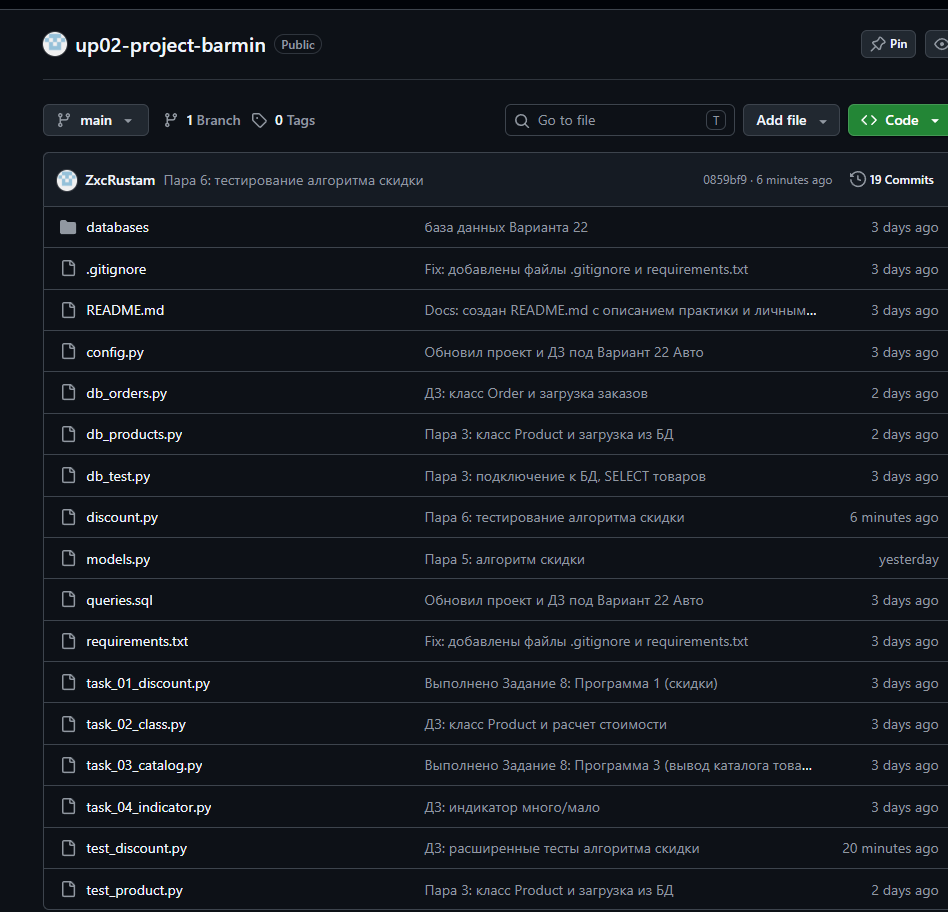 up02-project-barmin Public Pin
main 1 Branch 0 Tags Go to file T Add file Code
ZxcRustam Пара 6: тестирование алгоритма скидки 0859bf9 · 6 minutes ago 19 Commits
databases база данных Варианта 22 3 days ago
.gitignore Fix: добавлены файлы .gitignore и requirements.txt 3 days ago
README.md Docs: создан README.md с описанием практики и личным... 3 days ago
config.py Обновил проект и ДЗ под Вариант 22 Авто 3 days ago
db_orders.py ДЗ: класс Order и загрузка заказов 2 days ago
db_products.py Пара 3: класс Product и загрузка из БД 2 days ago
db_test.py Пара 3: подключение к БД, SELECT товаров 3 days ago
discount.py Пара 6: тестирование алгоритма скидки 6 minutes ago
models.py Пара 5: алгоритм скидки yesterday
queries.sql Обновил проект и ДЗ под Вариант 22 Авто 3 days ago
requirements.txt Fix: добавлены файлы .gitignore и requirements.txt 3 days ago
task_01_discount.py Выполнено Задание 8: Программа 1 (скидки) 3 days ago
task_02_class.py ДЗ: класс Product и расчет стоимости 3 days ago
task_03_catalog.py Выполнено Задание 8: Программа 3 (вывод каталога това... 3 days ago
task_04_indicator.py ДЗ: индикатор много/мало 3 days ago
test_discount.py ДЗ: расширенные тесты алгоритма скидки 20 minutes ago
test_product.py Пара 3: класс Product и загрузка из БД 2 days ago